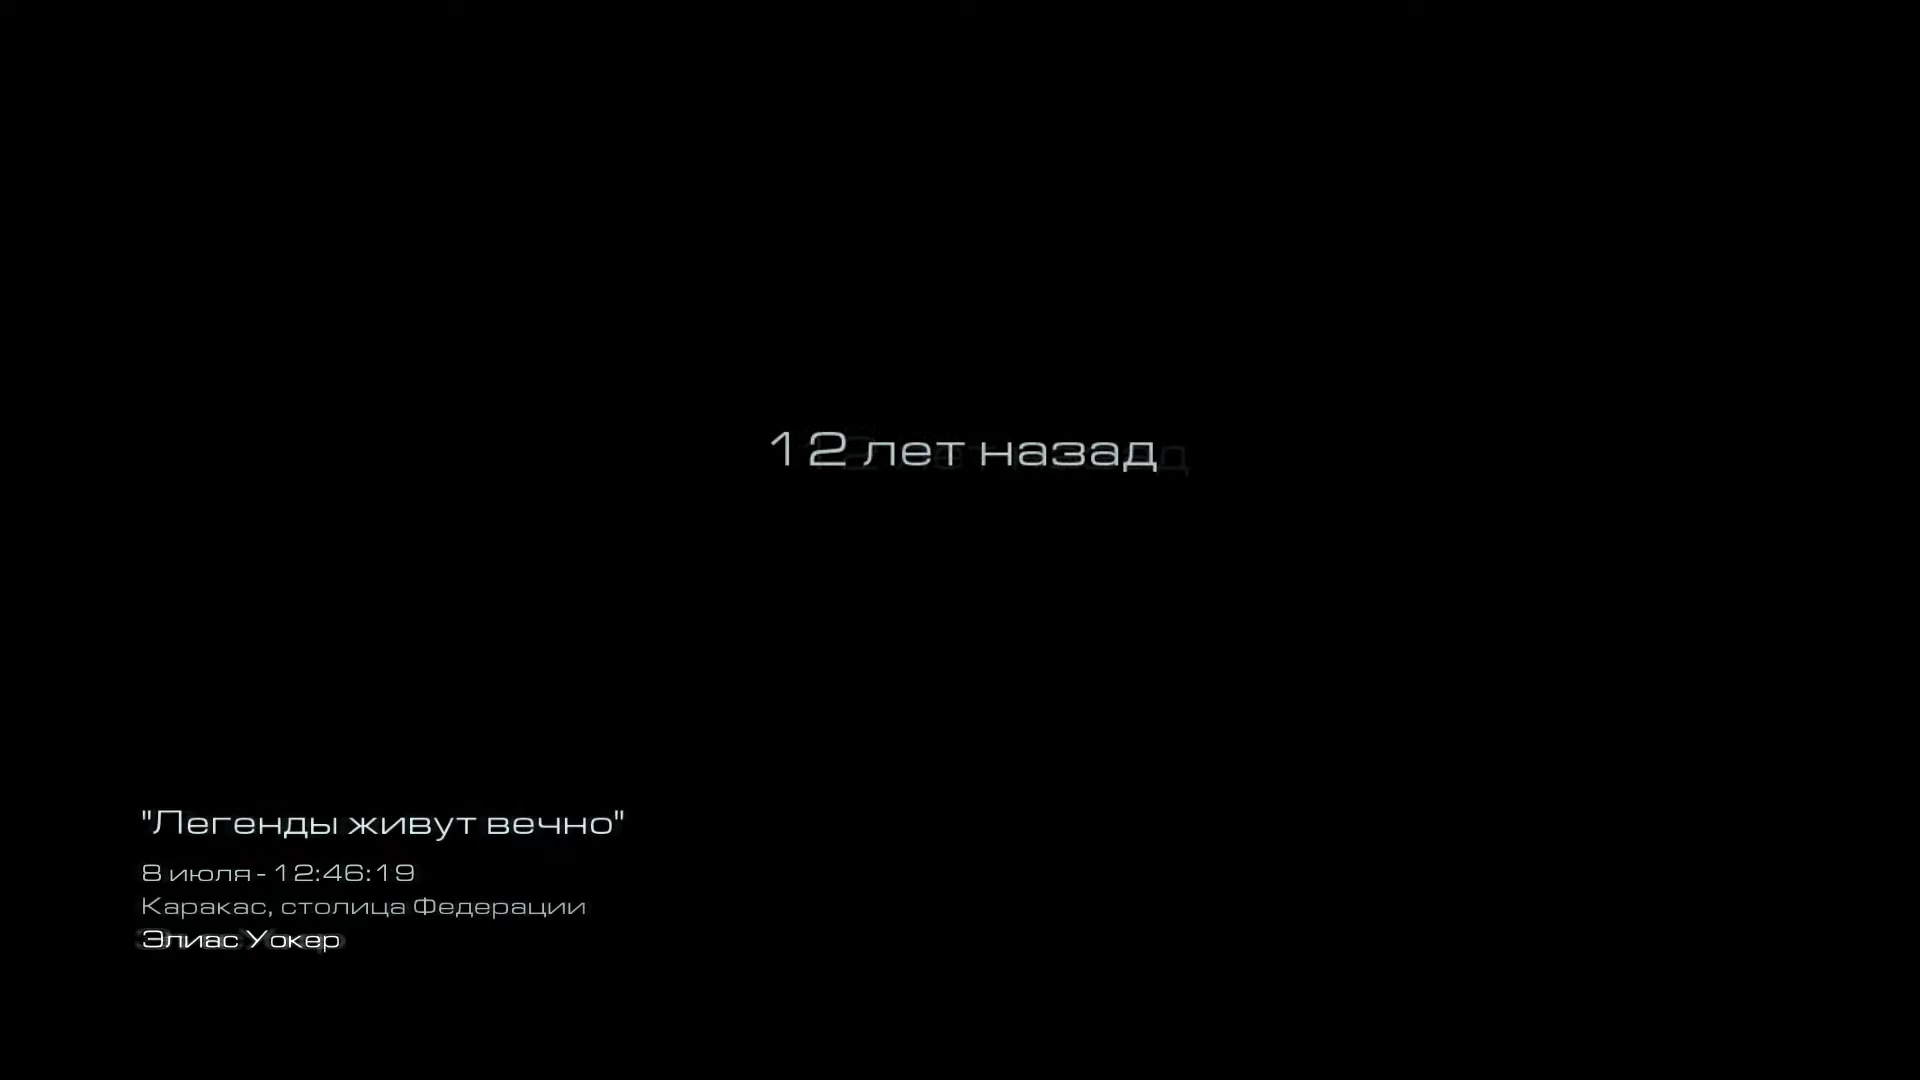 12 лет назад
"Легенды живут вечно"
8 июля - 12:46:19
Каракас, столица Федерации
Элиас Уокер